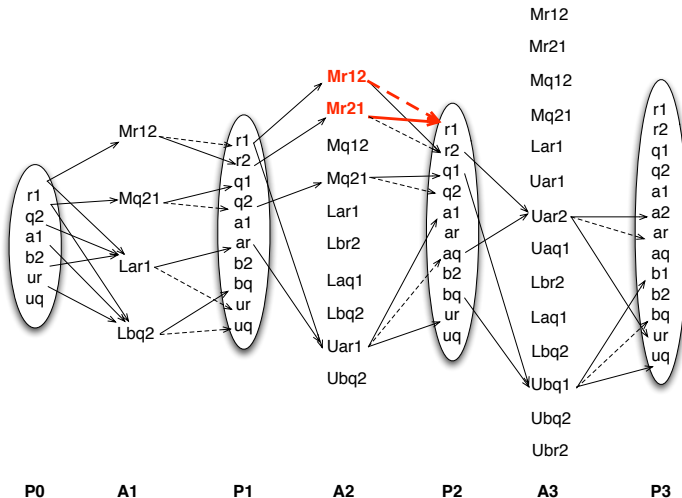 r1
q2
a1
b2
ur
uq
Mr12
Mq21
Lar1
Lbq2
r1
r2
q1
q2
a1
ar
b2
bq
ur
uq
Mr12
Mr21
Mq12
Mq21
Lar1
Lbr2
Laq1
Lbq2
Uar1
Ubq2
r1
r2
q1
q2
a1
ar
aq
b2
bq
ur
uq
Mr12
Mr21
Mq12
Mq21
Lar1
Uar1
Uar2
Uaq1
Lbr2
Laq1
Lbq2
Ubq1
Ubq2
Ubr2
r1
r2
q1
q2
a1
a2
ar
aq
b1
b2
bq
ur
uq
P0 A1 P1 A2 P2 A3 P3